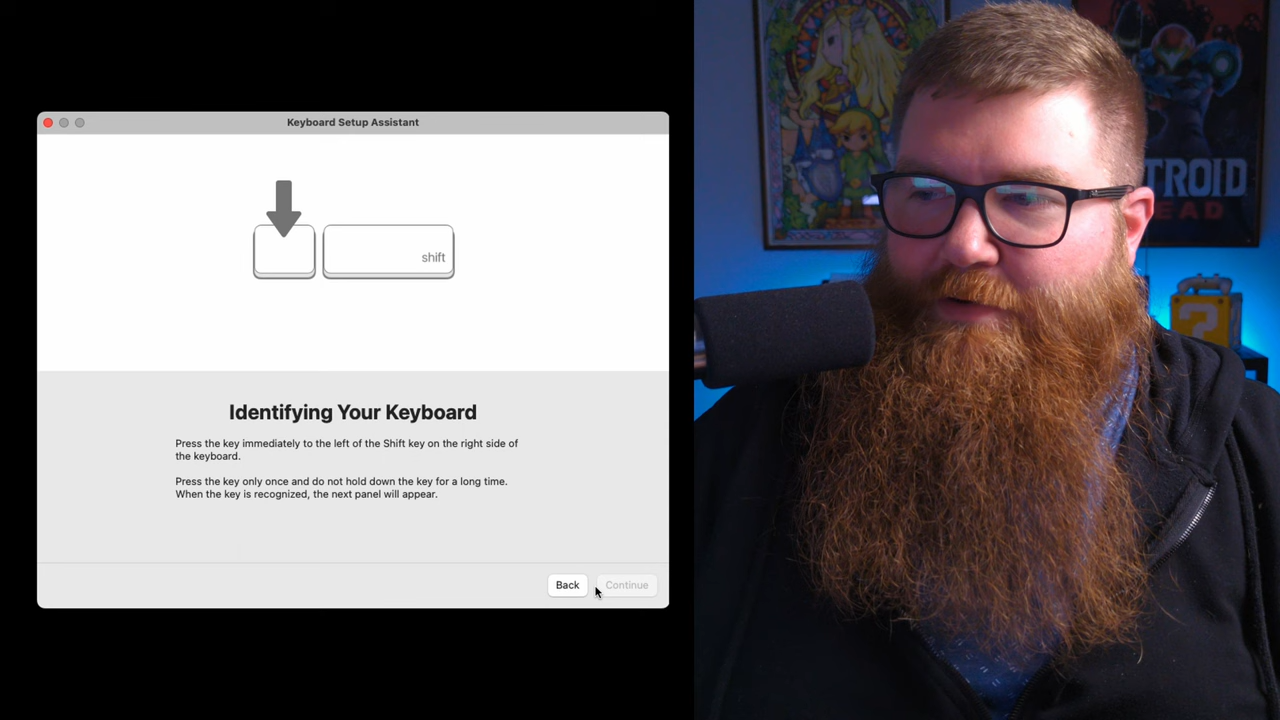 Keyboard Setup Assistant
shift
Identifying Your Keyboard
Press the key immediately to the left of the Shift key on the right side of
the keyboard.
Press the key only once and do not hold down the key for a long time.
When the key is recognized, the next panel will appear.
Back
Continue
TROID
EAD
?